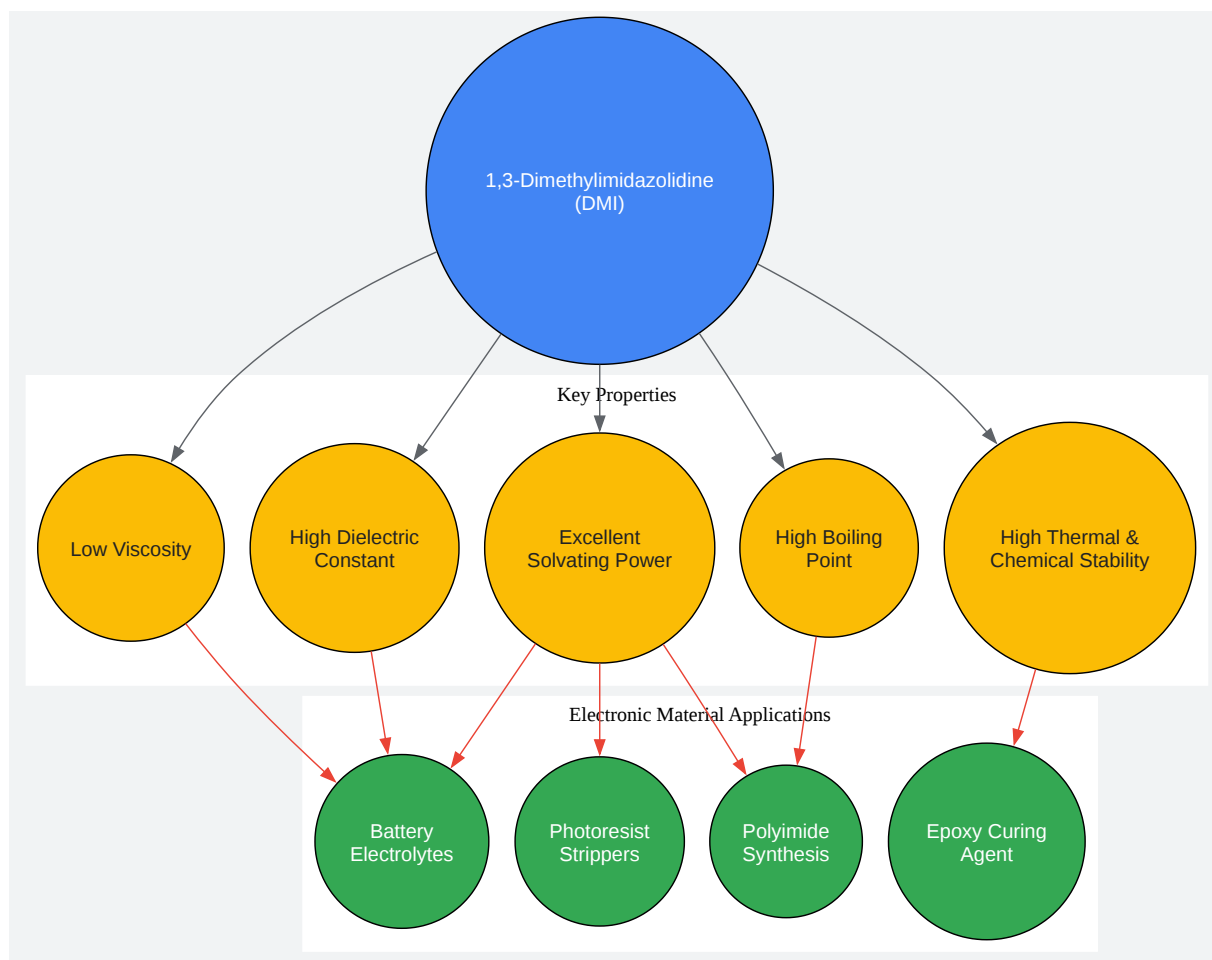 1,3-Dimethylimidazolidine
(DMI)
Key Properties
Low Viscosity
High Dielectric
Constant
Excellent
Solvating Power
High Boiling
Point
High Thermal &
Chemical Stability
Electronic Material Applications
Battery
Electrolytes
Photoresist
Strippers
Polyimide
Synthesis
Epoxy Curing
Agent